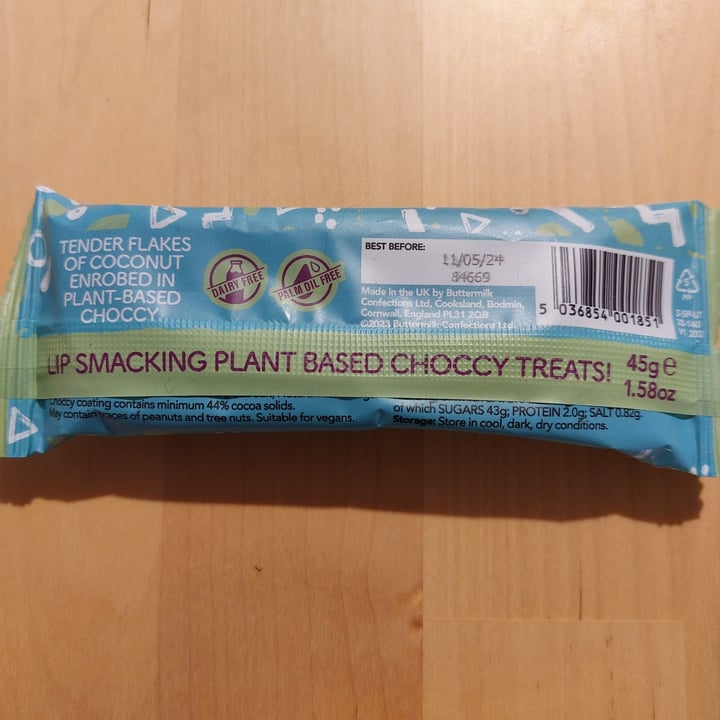 TENDER FLAKES
OF COCONUT
ENROBED IN
PLANT-BASED
CHOCCY.
DAIRY FREE
PALM OIL FREE
BEST BEFORE:
11/05/24
34669
Made in the UK by Buttermilk
Confections Ltd, Cooksland, Bodmin,
Cornwall, England PL31 2QB
©2023 Buttermilk Confections Ltd.
5 036854 001851
5
PP
LIP SMACKING PLANT BASED CHOCCY TREATS!
45g e
1.58oz
Choccy coating contains minimum 44% cocoa solids.
May contain traces of peanuts and tree nuts. Suitable for vegans.
of which SUGARS 43g; PROTEIN 2.0g; SALT 0.82g.
Storage: Store in cool, dark, dry conditions.